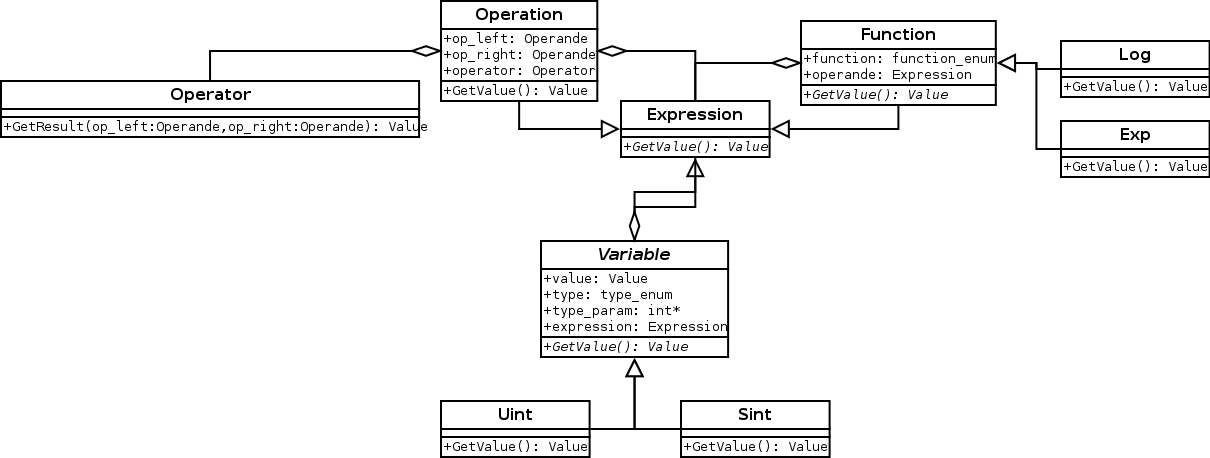 Operation
+op_left: Operande
+op_right: Operande
+operator: Operator
+GetValue(): Value
Function
+function: function_enum
+operande: Expression
+GetValue(): Value
Log
+GetValue(): Value
Operator
+GetResult(op_left:Operande,op_right:Operande): Value
Expression
+GetValue(): Value
Exp
+GetValue(): Value
Variable
+value: Value
+type: type_enum
+type_param: int*
+expression: Expression
+GetValue(): Value
Uint
+GetValue(): Value
Sint
+GetValue(): Value